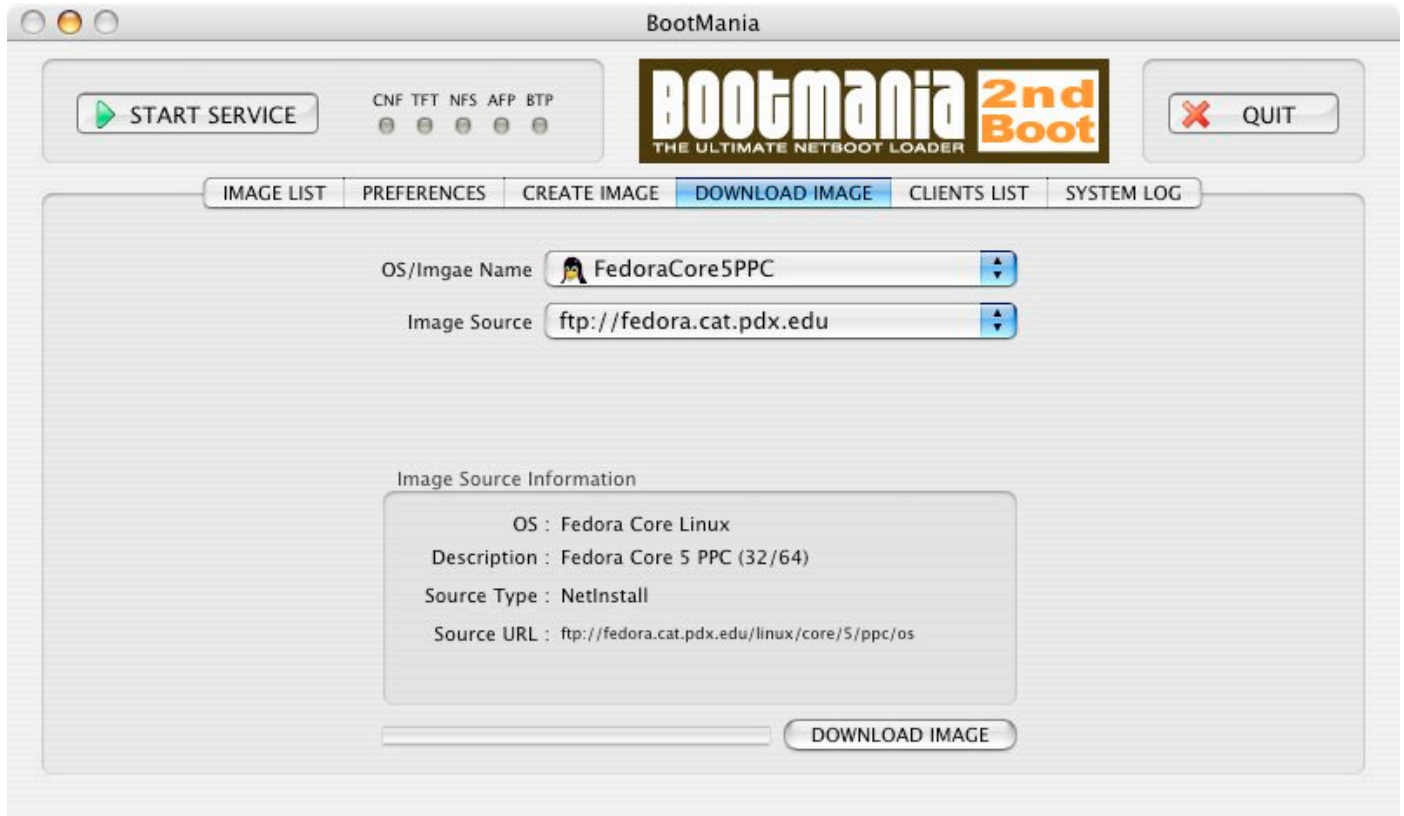 BootMania
START SERVICE
CNF TFT NFS AFP BTP
BOOTMANIA
THE ULTIMATE NETBOOT LOADER
2nd
Boot
QUIT
IMAGE LIST PREFERENCES CREATE IMAGE DOWNLOAD IMAGE CLIENTS LIST SYSTEM LOG
OS/Imgae Name FedoraCore5PPC
Image Source ftp://fedora.cat.pdx.edu
Image Source Information
OS : Fedora Core Linux
Description : Fedora Core 5 PPC (32/64)
Source Type : NetInstall
Source URL : ftp://fedora.cat.pdx.edu/linux/core/5/ppc/os
DOWNLOAD IMAGE